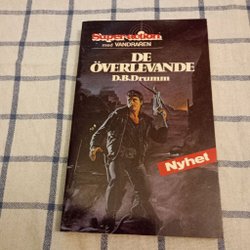 Superaction
med VANDRAREN
DE
ÖVERLEVANDE
D.B.Drumm
Nyhet